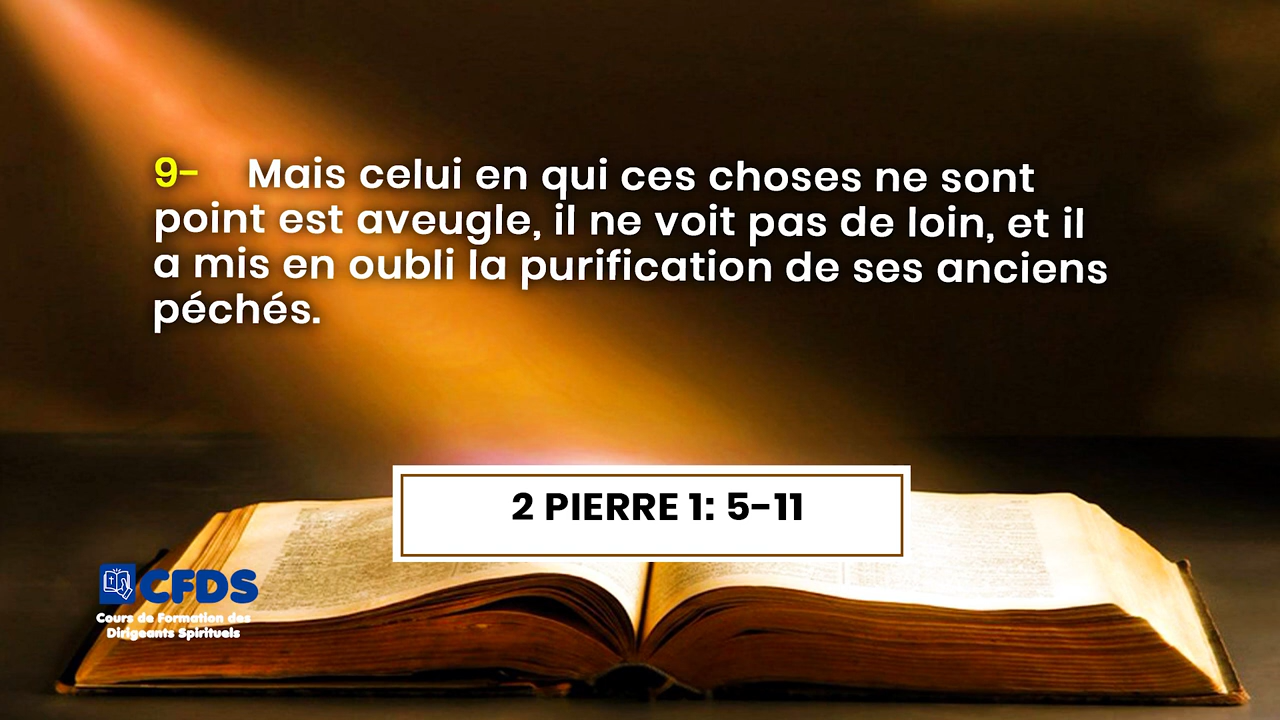 9- Mais celui en qui ces choses ne sont
point est aveugle, il ne voit pas de loin, et il
a mis en oubli la purification de ses anciens
péchés.
2 PIERRE 1: 5-11
CFDS
Cours de Formation des
Dirigeants Spirituels